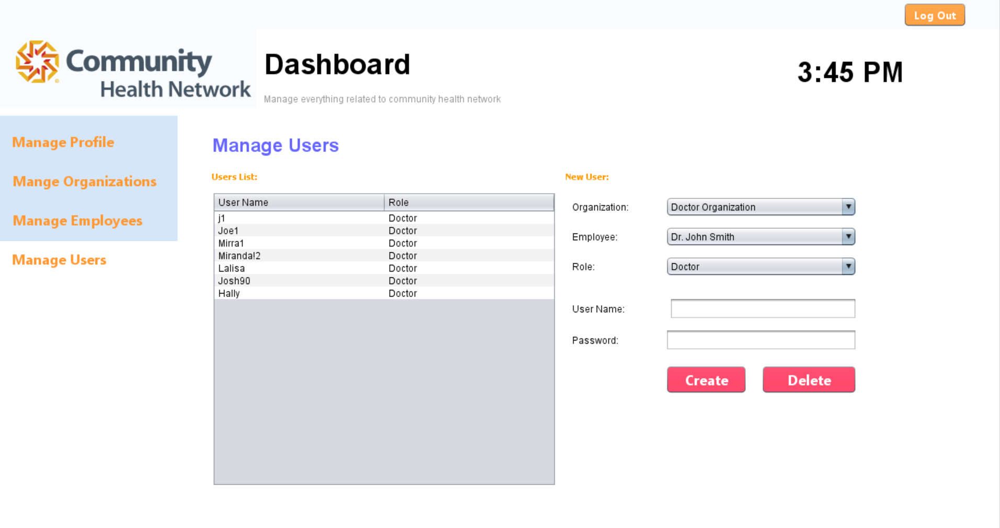 Log Out
Community
Health Network
Dashboard
3:45 PM
Manage everything related to community health network
Manage Profile
Mange Organizations
Manage Employees
Manage Users
Manage Users
Users List:
User Name Role
j1 Doctor
Joe1 Doctor
Mirra1 Doctor
Miranda!2 Doctor
Lalisa Doctor
Josh90 Doctor
Hally Doctor
New User:
Organization: Doctor Organization
Employee: Dr. John Smith
Role: Doctor
User Name:
Password:
Create Delete